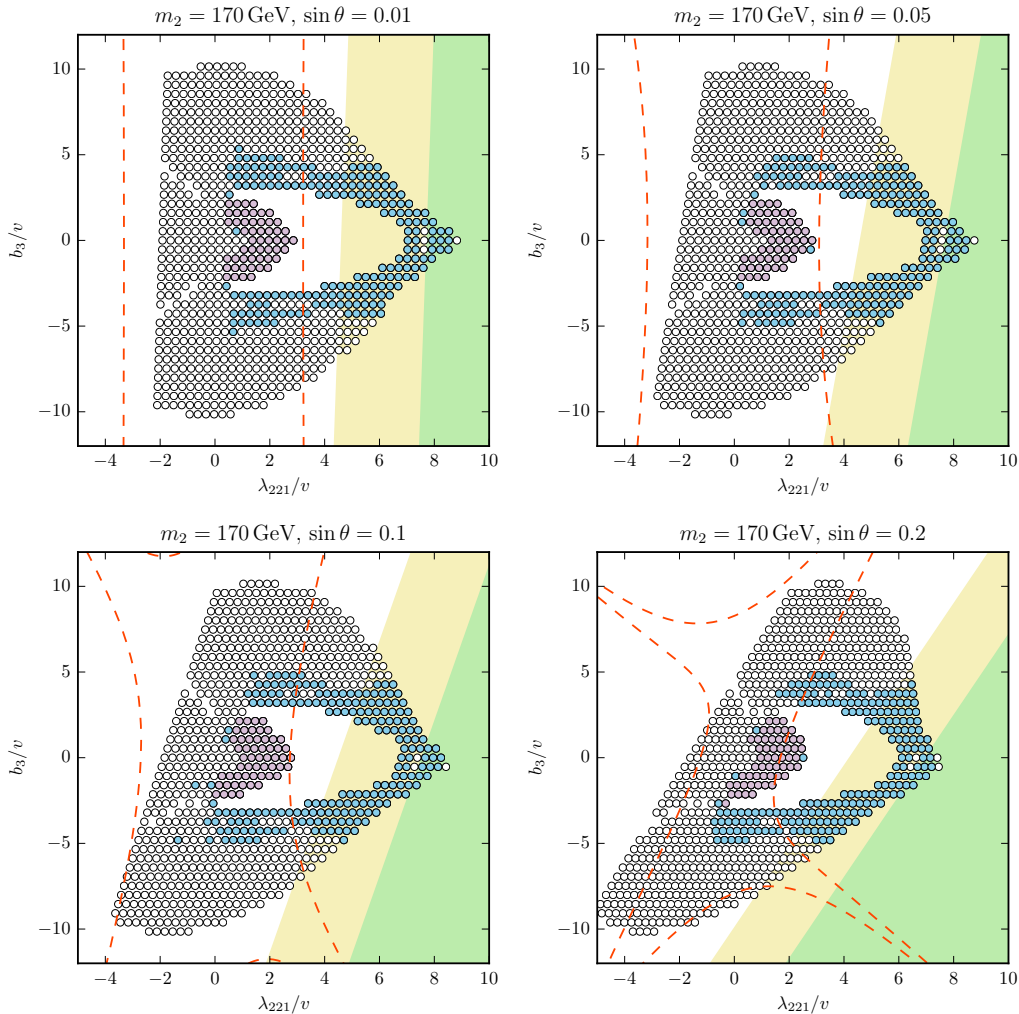 m₂ = 170 GeV, sin θ = 0.01
10
5
0
−5
−10
b₃/v
−4 −2 0 2 4 6 8 10
λ₂₂₁/v
m₂ = 170 GeV, sin θ = 0.05
10
5
0
−5
−10
b₃/v
−4 −2 0 2 4 6 8 10
λ₂₂₁/v
m₂ = 170 GeV, sin θ = 0.1
10
5
0
−5
−10
b₃/v
−4 −2 0 2 4 6 8 10
λ₂₂₁/v
m₂ = 170 GeV, sin θ = 0.2
10
5
0
−5
−10
b₃/v
−4 −2 0 2 4 6 8 10
λ₂₂₁/v